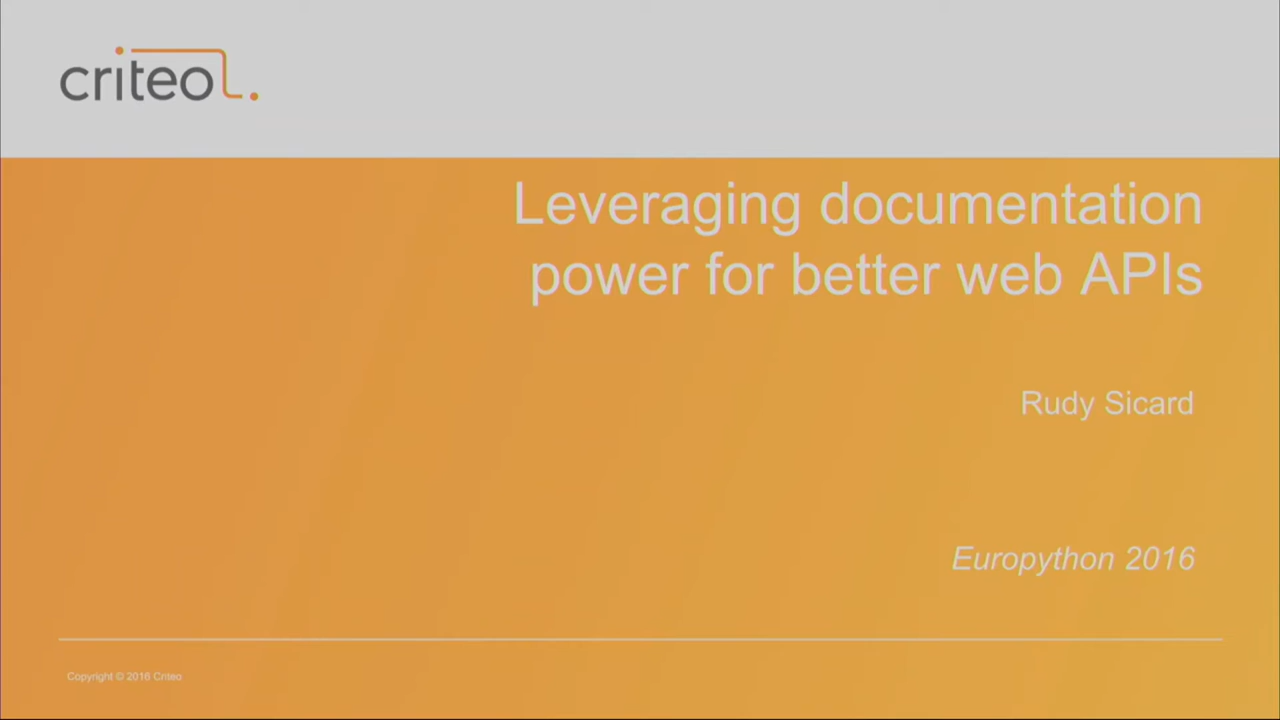 criteo
Leveraging documentation
power for better web APIs
Rudy Sicard
Europython 2016
Copyright © 2016 Criteo